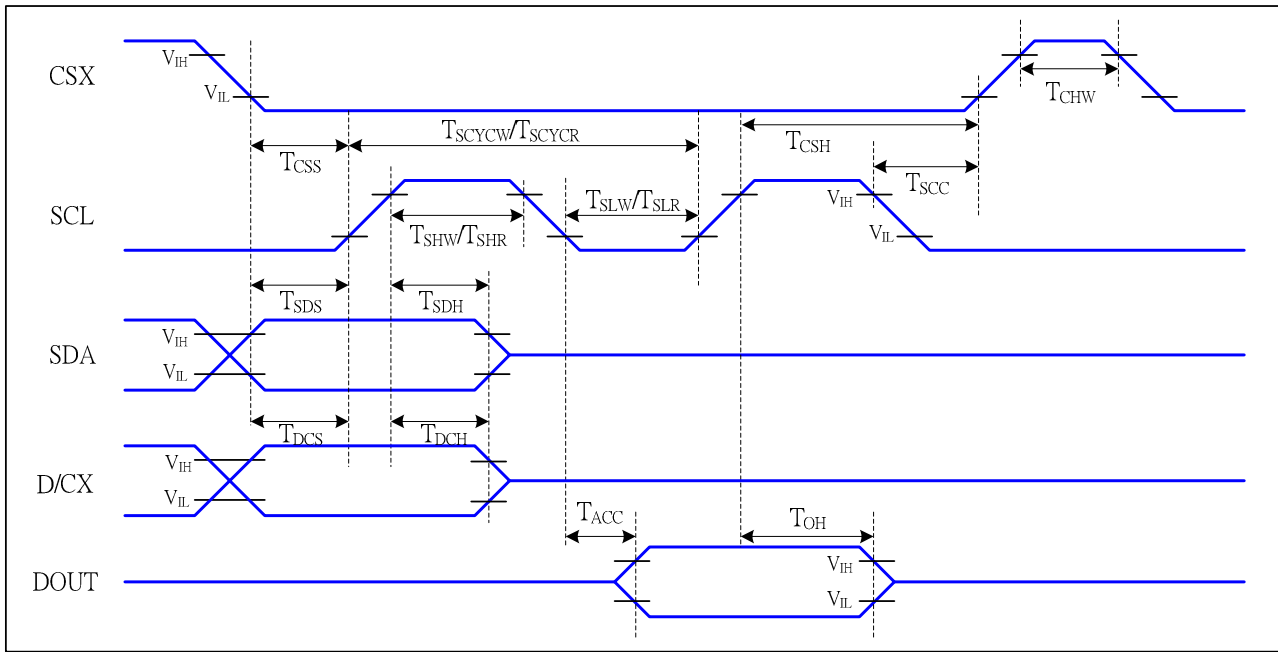 CSX
VIH
VIL
TCSS
TSCYCW/TSCYCR
TCSH
TCHW
TSCC
SCL
TSHW/TSHR
TSLW/TSLR
VIH
VIL
TSDS
TSDH
SDA
VIH
VIL
TDCS
TDCH
D/CX
VIH
VIL
TACC
TOH
DOUT
VIH
VIL